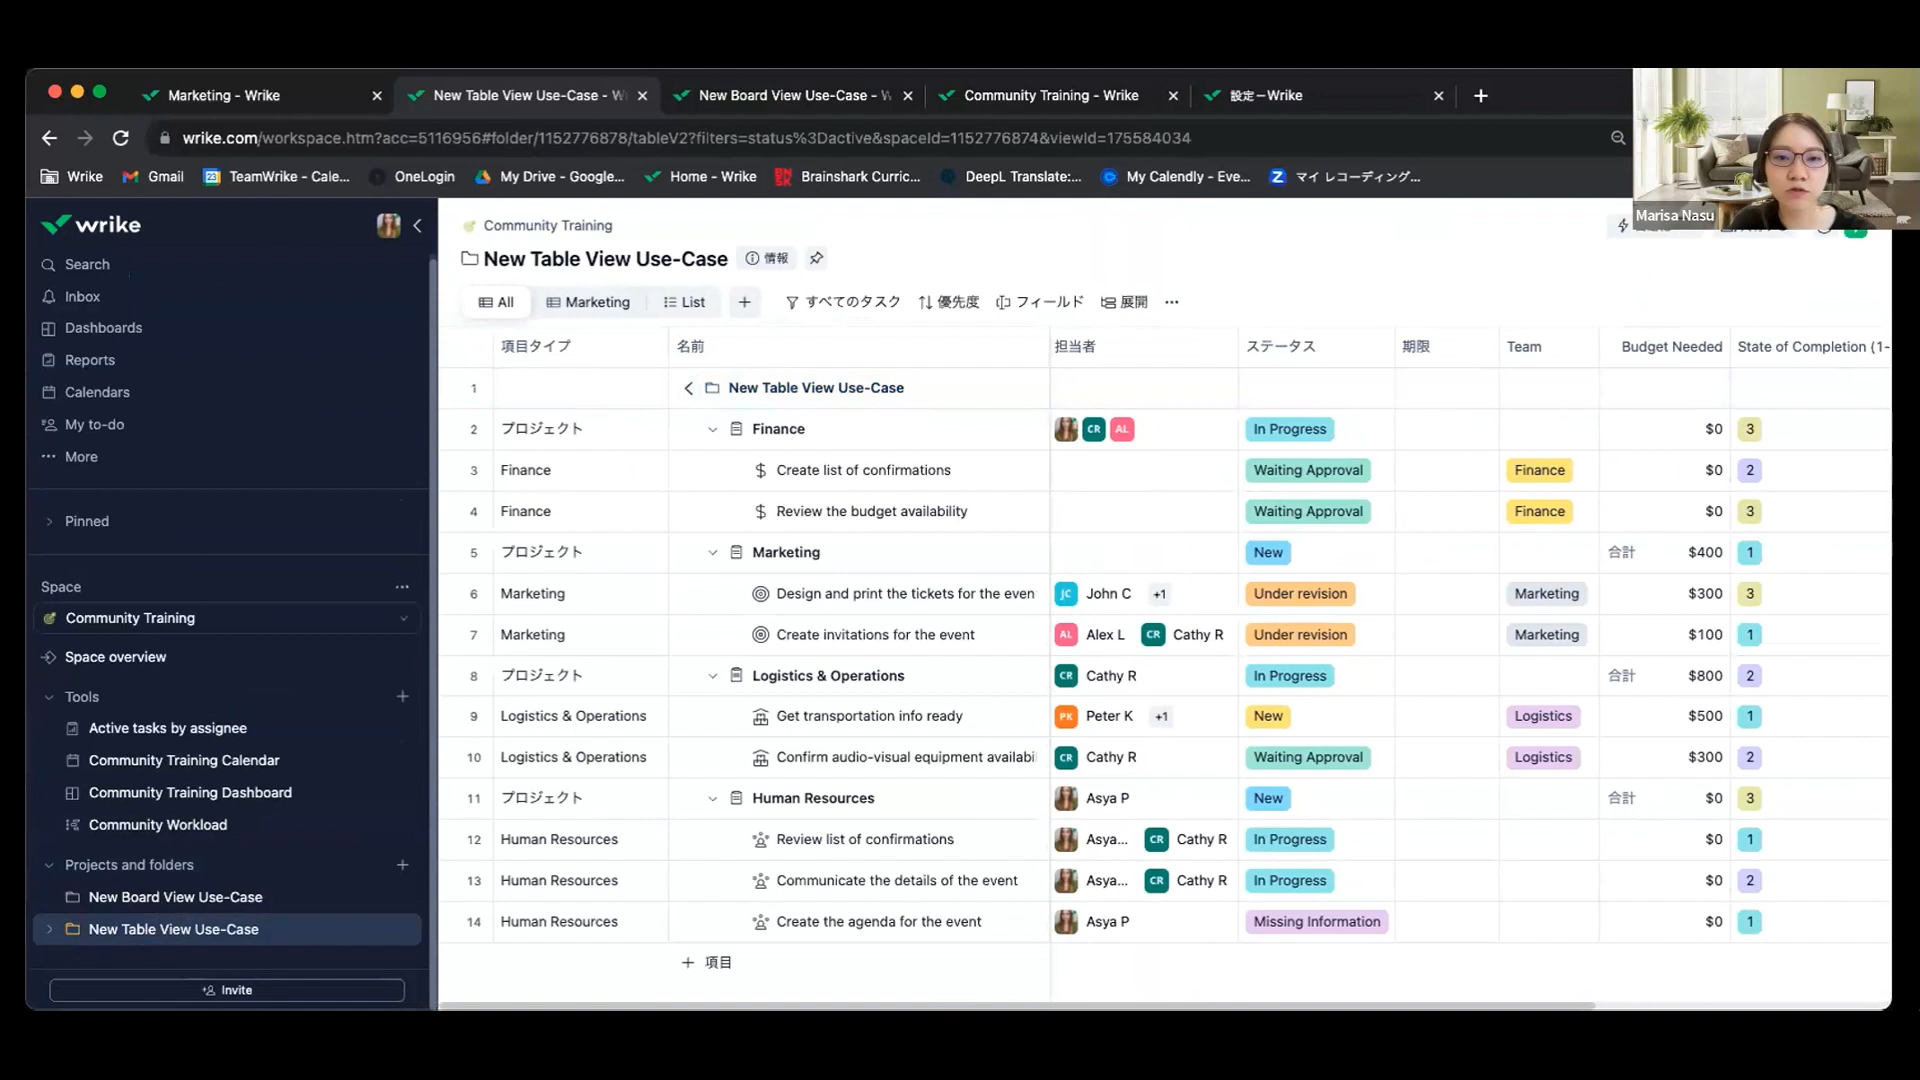 Marketing - Wrike
New Table View Use-Case - W
New Board View Use-Case - W
Community Training - Wrike
設定 – Wrike
wrike.com/workspace.htm?acc=5116956#folder/1152776878/tableV2?filters=status%3Dactive&spaceId=1152776874&viewId=175584034
Wrike
Gmail
TeamWrike - Cale...
OneLogin
My Drive - Google...
Home - Wrike
Brainshark Curric...
DeepL Translate:...
My Calendly - Eve...
マイ レコーディング...
Marisa Nasu
wrike
Search
Inbox
Dashboards
Reports
Calendars
My to-do
More
Pinned
Space
Community Training
Space overview
Tools
Active tasks by assignee
Community Training Calendar
Community Training Dashboard
Community Workload
Projects and folders
New Board View Use-Case
New Table View Use-Case
Invite
Community Training
New Table View Use-Case 情報
All Marketing List + すべてのタスク 優先度 フィールド 展開
項目タイプ 名前 担当者 ステータス 期限 Team Budget Needed State of Completion (1-
1 New Table View Use-Case
2 プロジェクト Finance CR AL In Progress $0 3
3 Finance $ Create list of confirmations Waiting Approval Finance $0 2
4 Finance $ Review the budget availability Waiting Approval Finance $0 3
5 プロジェクト Marketing New 合計 $400 1
6 Marketing Design and print the tickets for the even JC John C +1 Under revision Marketing $300 3
7 Marketing Create invitations for the event AL Alex L CR Cathy R Under revision Marketing $100 1
8 プロジェクト Logistics & Operations CR Cathy R In Progress 合計 $800 2
9 Logistics & Operations Get transportation info ready PK Peter K +1 New Logistics $500 1
10 Logistics & Operations Confirm audio-visual equipment availabi CR Cathy R Waiting Approval Logistics $300 2
11 プロジェクト Human Resources Asya P New 合計 $0 3
12 Human Resources Review list of confirmations Asya... CR Cathy R In Progress $0 1
13 Human Resources Communicate the details of the event Asya... CR Cathy R In Progress $0 2
14 Human Resources Create the agenda for the event Asya P Missing Information $0 1
+ 項目